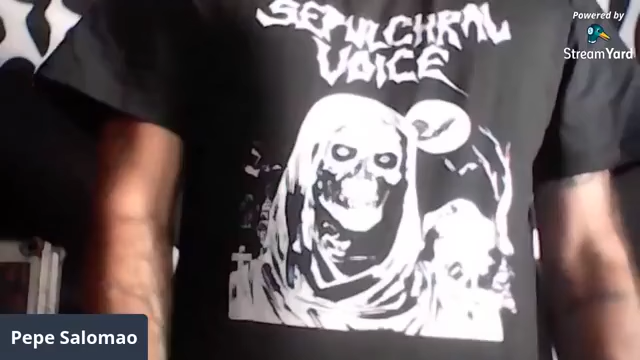 Powered by
StreamYard
SEPULCHRAL
VOICE
Pepe Salomao